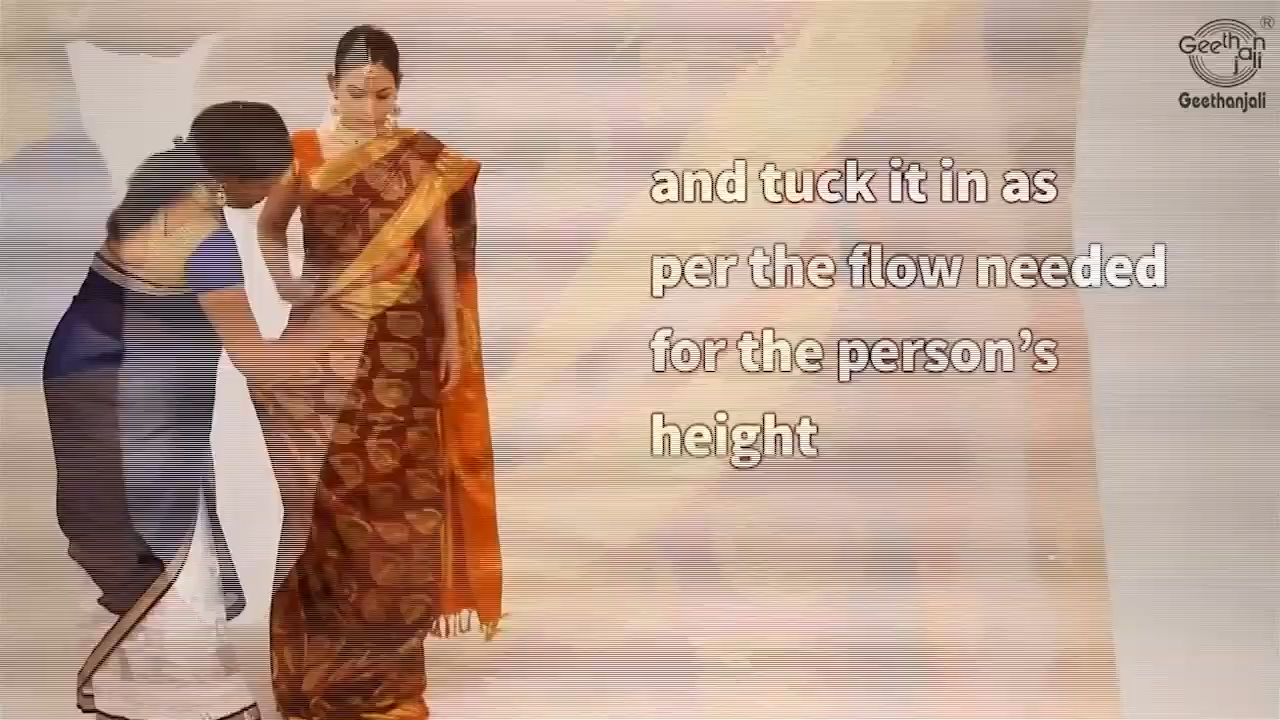 Geethanjali
®
Geethanjali
and tuck it in as
per the flow needed
for the person’s
height